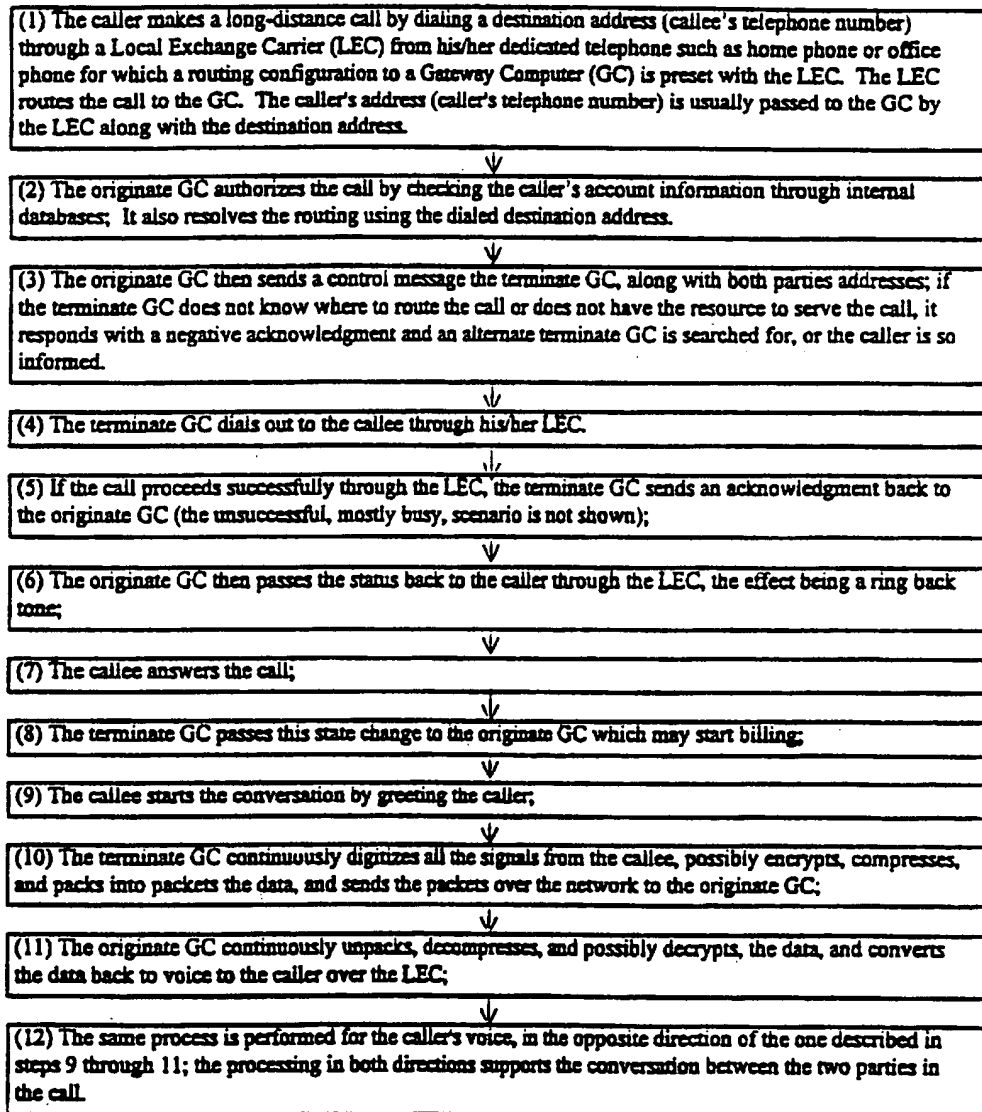 (1) The caller makes a long-distance call by dialing a destination address (callee's telephone number)
through a Local Exchange Carrier (LEC) from his/her dedicated telephone such as home phone or office
phone for which a routing configuration to a Gateway Computer (GC) is preset with the LEC. The LEC
routes the call to the GC. The caller's address (caller's telephone number) is usually passed to the GC by
the LEC along with the destination address.
(2) The originate GC authorizes the call by checking the caller's account information through internal
databases; It also resolves the routing using the dialed destination address.
(3) The originate GC then sends a control message the terminate GC, along with both parties addresses; if
the terminate GC does not know where to route the call or does not have the resource to serve the call, it
responds with a negative acknowledgment and an alternate terminate GC is searched for, or the caller is so
informed.
(4) The terminate GC dials out to the callee through his/her LEC.
(5) If the call proceeds successfully through the LEC, the terminate GC sends an acknowledgment back to
the originate GC (the unsuccessful, mostly busy, scenario is not shown);
(6) The originate GC then passes the status back to the caller through the LEC, the effect being a ring back
tone;
(7) The callee answers the call;
(8) The terminate GC passes this state change to the originate GC which may start billing;
(9) The callee starts the conversation by greeting the caller;
(10) The terminate GC continuously digitizes all the signals from the callee, possibly encrypts, compresses,
and packs into packets the data, and sends the packets over the network to the originate GC;
(11) The originate GC continuously unpacks, decompresses, and possibly decrypts, the data, and converts
the data back to voice to the caller over the LEC;
(12) The same process is performed for the caller's voice, in the opposite direction of the one described in
steps 9 through 11; the processing in both directions supports the conversation between the two parties in
the call.